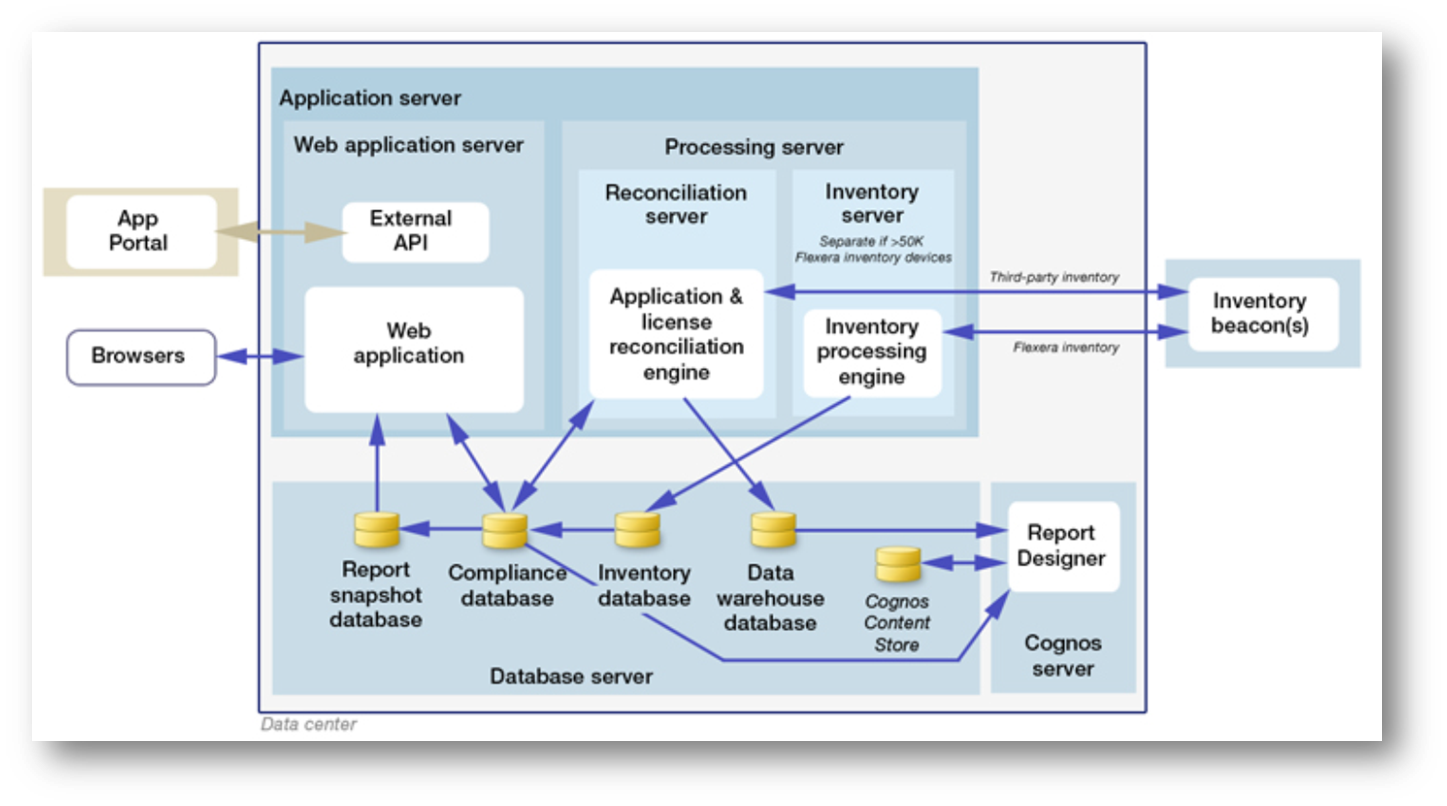 Application server
Web application server
Processing server
Reconciliation
server
Inventory
server
Separate if >50K
Flexera inventory devices
App
Portal
External
API
Third-party inventory
Application &
license
reconciliation
engine
Inventory
processing
engine
Inventory
beacon(s)
Web
application
Browsers
Flexera inventory
Report
snapshot
database
Compliance
database
Inventory
database
Data
warehouse
database
Cognos
Content
Store
Report
Designer
Cognos
server
Database server
Data center